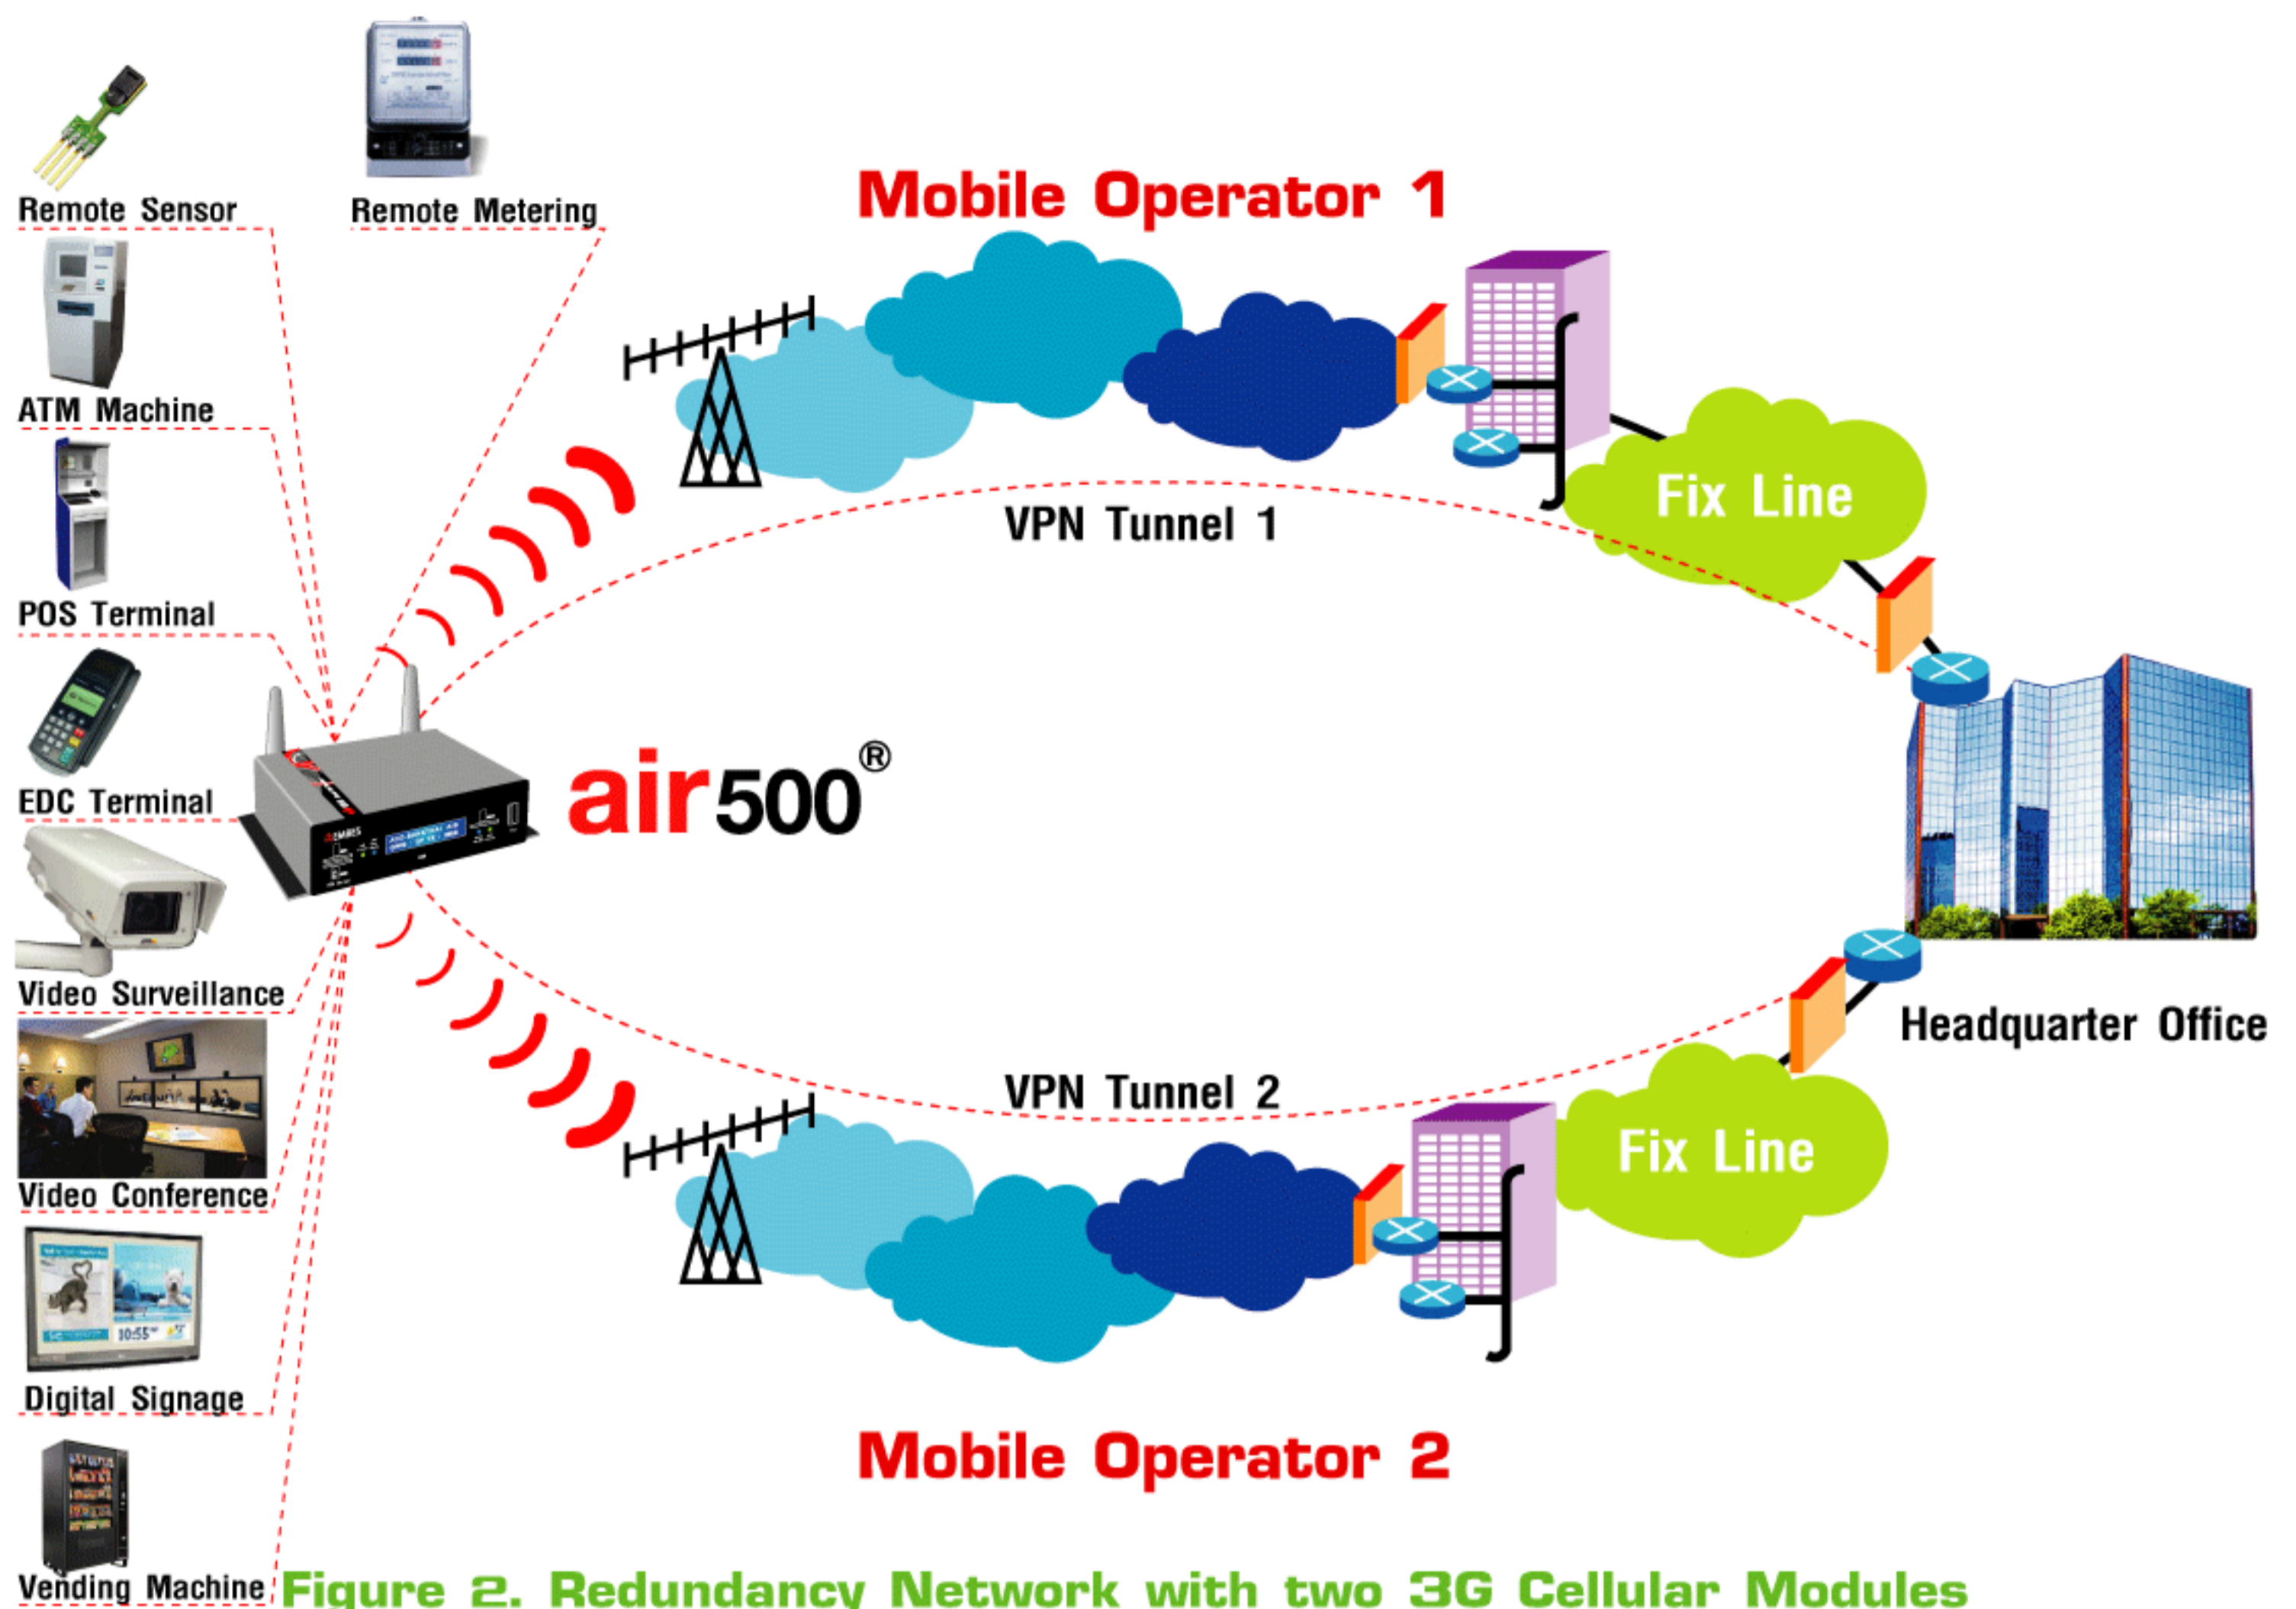 Remote Sensor
Remote Metering
Mobile Operator 1
ATM Machine
Fix Line
VPN Tunnel 1
POS Terminal
air500®
EDC Terminal
Video Surveillance
Headquarter Office
VPN Tunnel 2
Fix Line
Video Conference
10:55
Digital Signage
Mobile Operator 2
Vending Machine
Figure 2. Redundancy Network with two 3G Cellular Modules